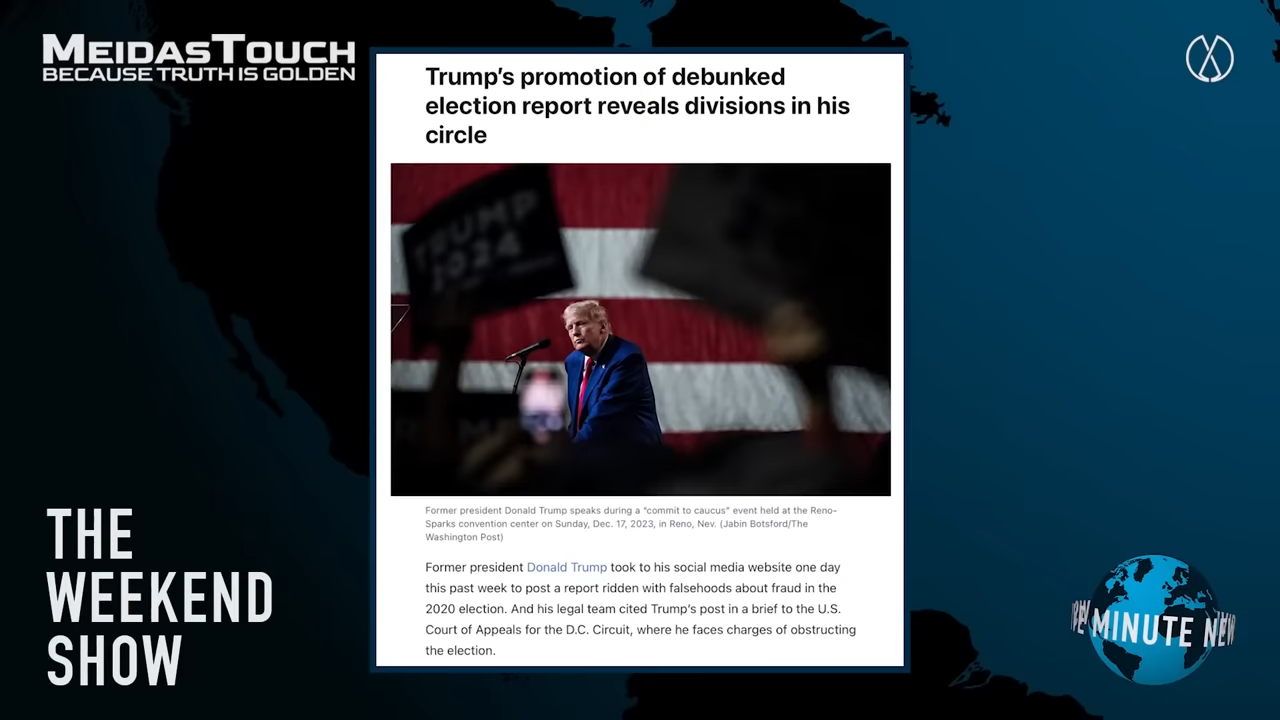 MEIDASTOUCH
BECAUSE TRUTH IS GOLDEN
Trump's promotion of debunked
election report reveals divisions in his
circle
TRUMP
2024
Former president Donald Trump speaks during a “commit to caucus” event held at the Reno-
Sparks convention center on Sunday, Dec. 17, 2023, in Reno, Nev. (Jabin Botsford/The
Washington Post)
Former president Donald Trump took to his social media website one day
this past week to post a report ridden with falsehoods about fraud in the
2020 election. And his legal team cited Trump's post in a brief to the U.S.
Court of Appeals for the D.C. Circuit, where he faces charges of obstructing
the election.
THE
WEEKEND
SHOW
MINUTE